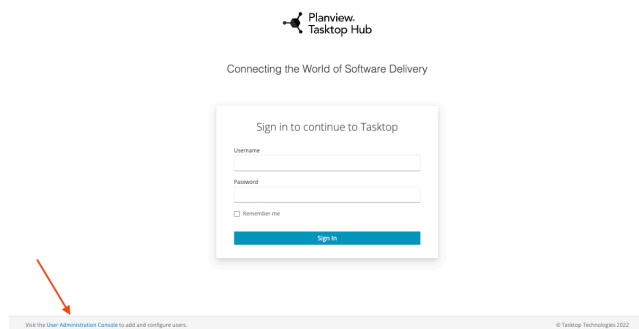 Planview.
Tasktop Hub
Connecting the World of Software Delivery
Sign in to continue to Tasktop
Username
Password
Remember me
Sign In
Visit the User Administration Console to add and configure users.
© Tasktop Technologies 2022